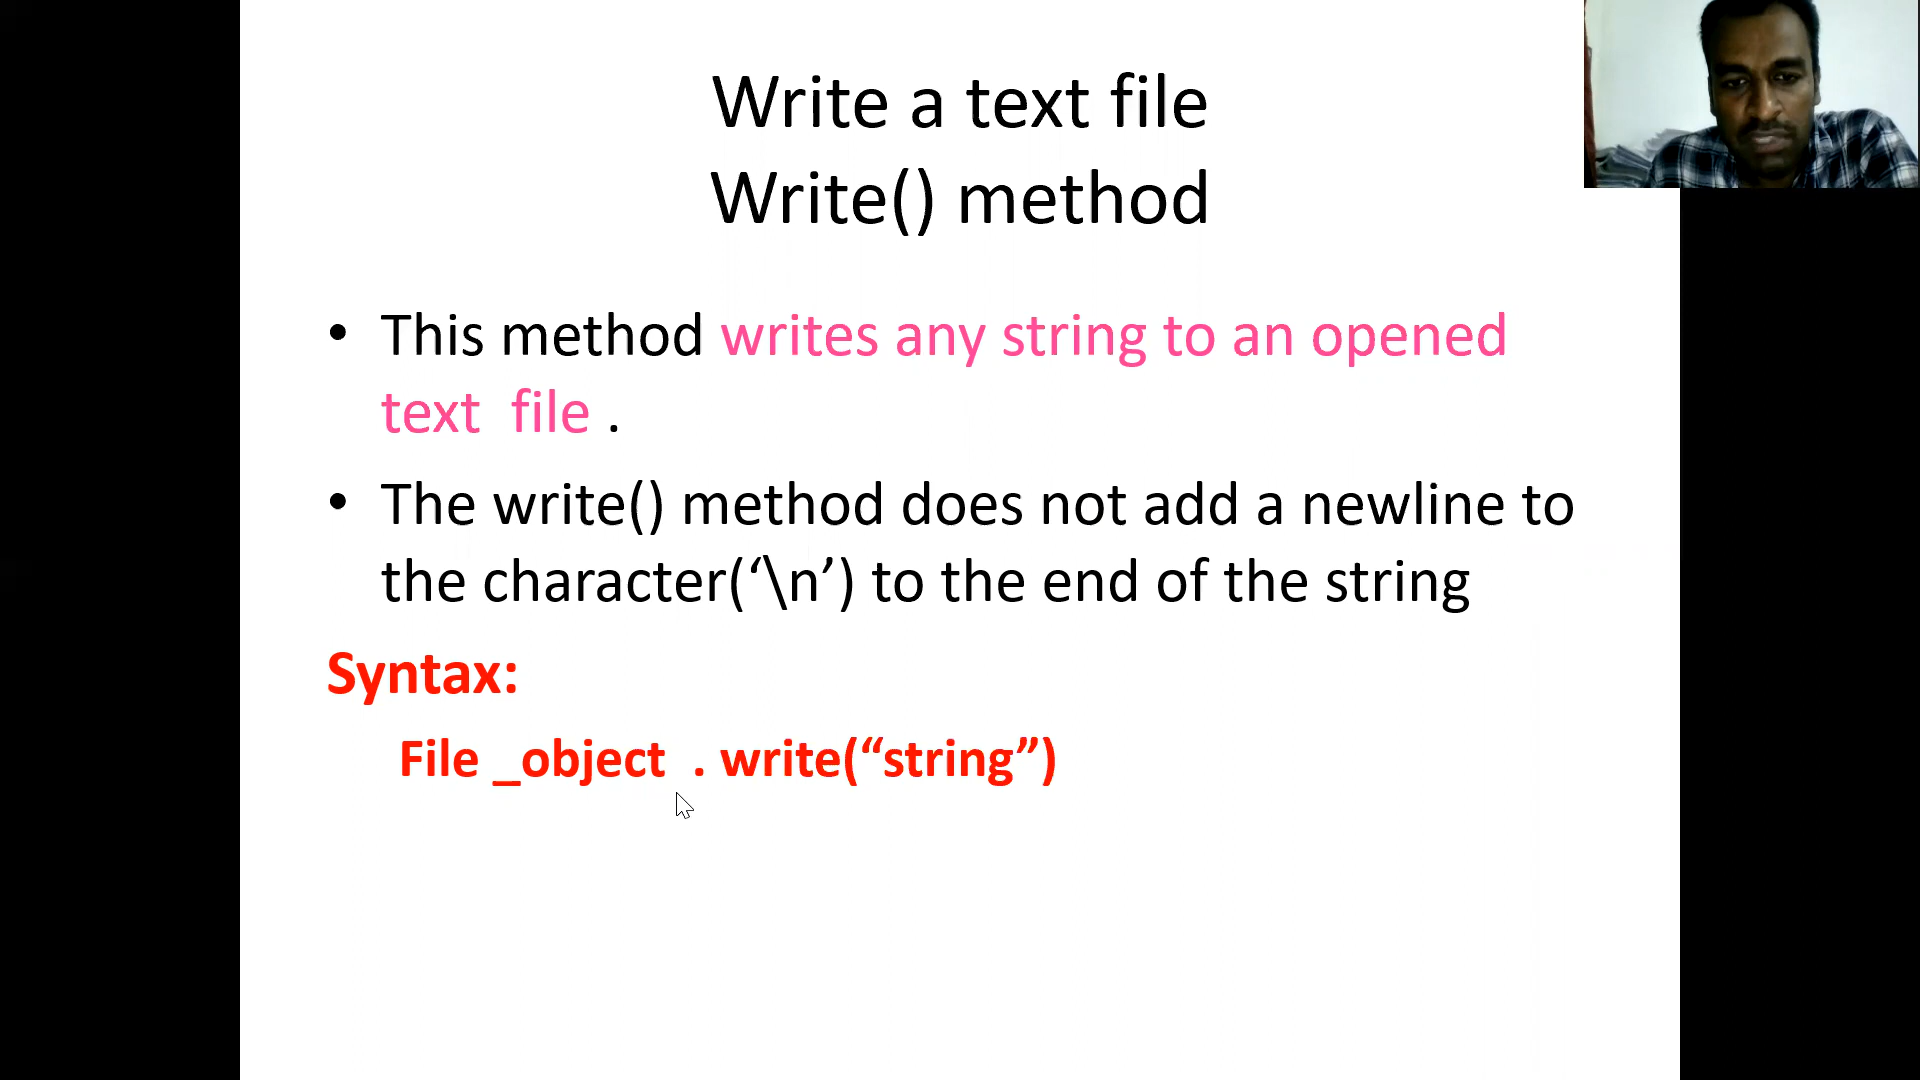 Write a text file
Write() method
• This method writes any string to an opened
text  file .
• The write() method does not add a newline to
the character(‘\n’) to the end of the string
Syntax:
File _object  . write(“string”)